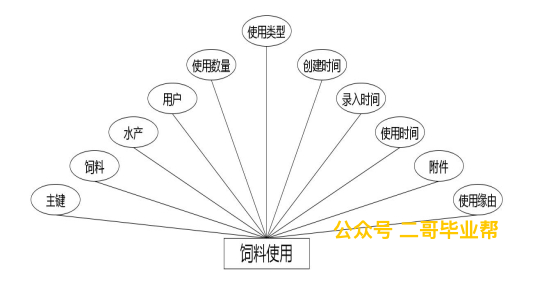 使用类型
使用数量
创建时间
用户
录入时间
水产
使用时间
饲料
附件
主键
使用缘由
公众号 二哥毕业帮
饲料使用